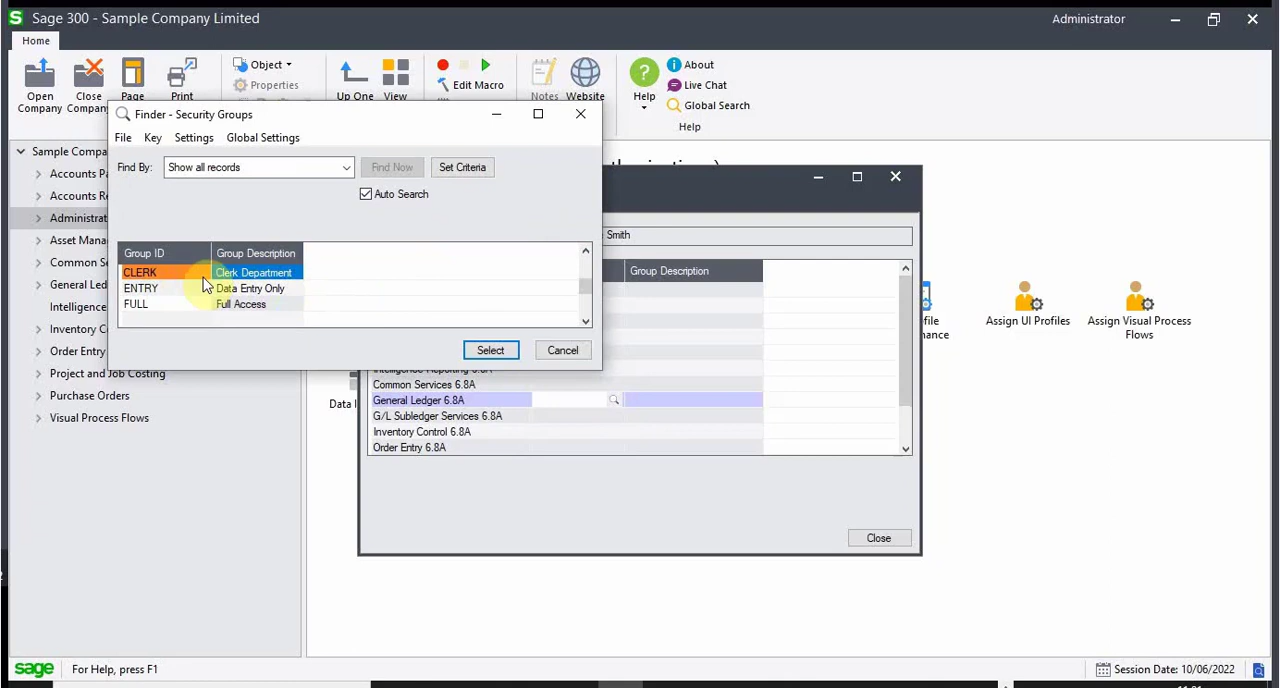 Sage 300 - Sample Company Limited
Administrator
Home
Open Company
Close Company
Page
Print
Object
Properties
Up One
View
Edit Macro
Notes
Website
Help
About
Live Chat
Global Search
Help
Finder - Security Groups
File Key Settings Global Settings
Find By: Show all records Find Now Set Criteria
Auto Search
Group ID Group Description
CLERK Clerk Department
ENTRY Data Entry Only
FULL Full Access
Select Cancel
Sample Compa
Accounts Pa
Accounts Re
Administrat
Asset Mana
Common Se
General Led
Intelligence
Inventory C
Order Entry
Project and Job Costing
Purchase Orders
Visual Process Flows
Smith
Group Description
Intelligence Reporting 6.8A
Common Services 6.8A
General Ledger 6.8A
G/L Subledger Services 6.8A
Inventory Control 6.8A
Order Entry 6.8A
Close
Data I
Assign UI Profiles
Assign Visual Process Flows
sage For Help, press F1
Session Date: 10/06/2022